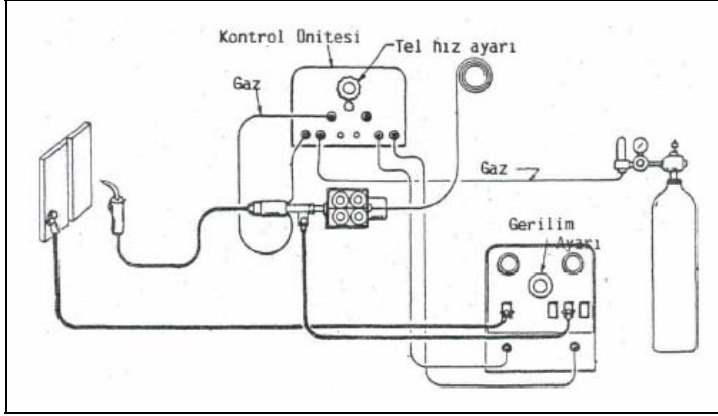 Kontrol Ünitesi
Tel hız ayarı
Gaz
Gaz
Gerilim
Ayarı